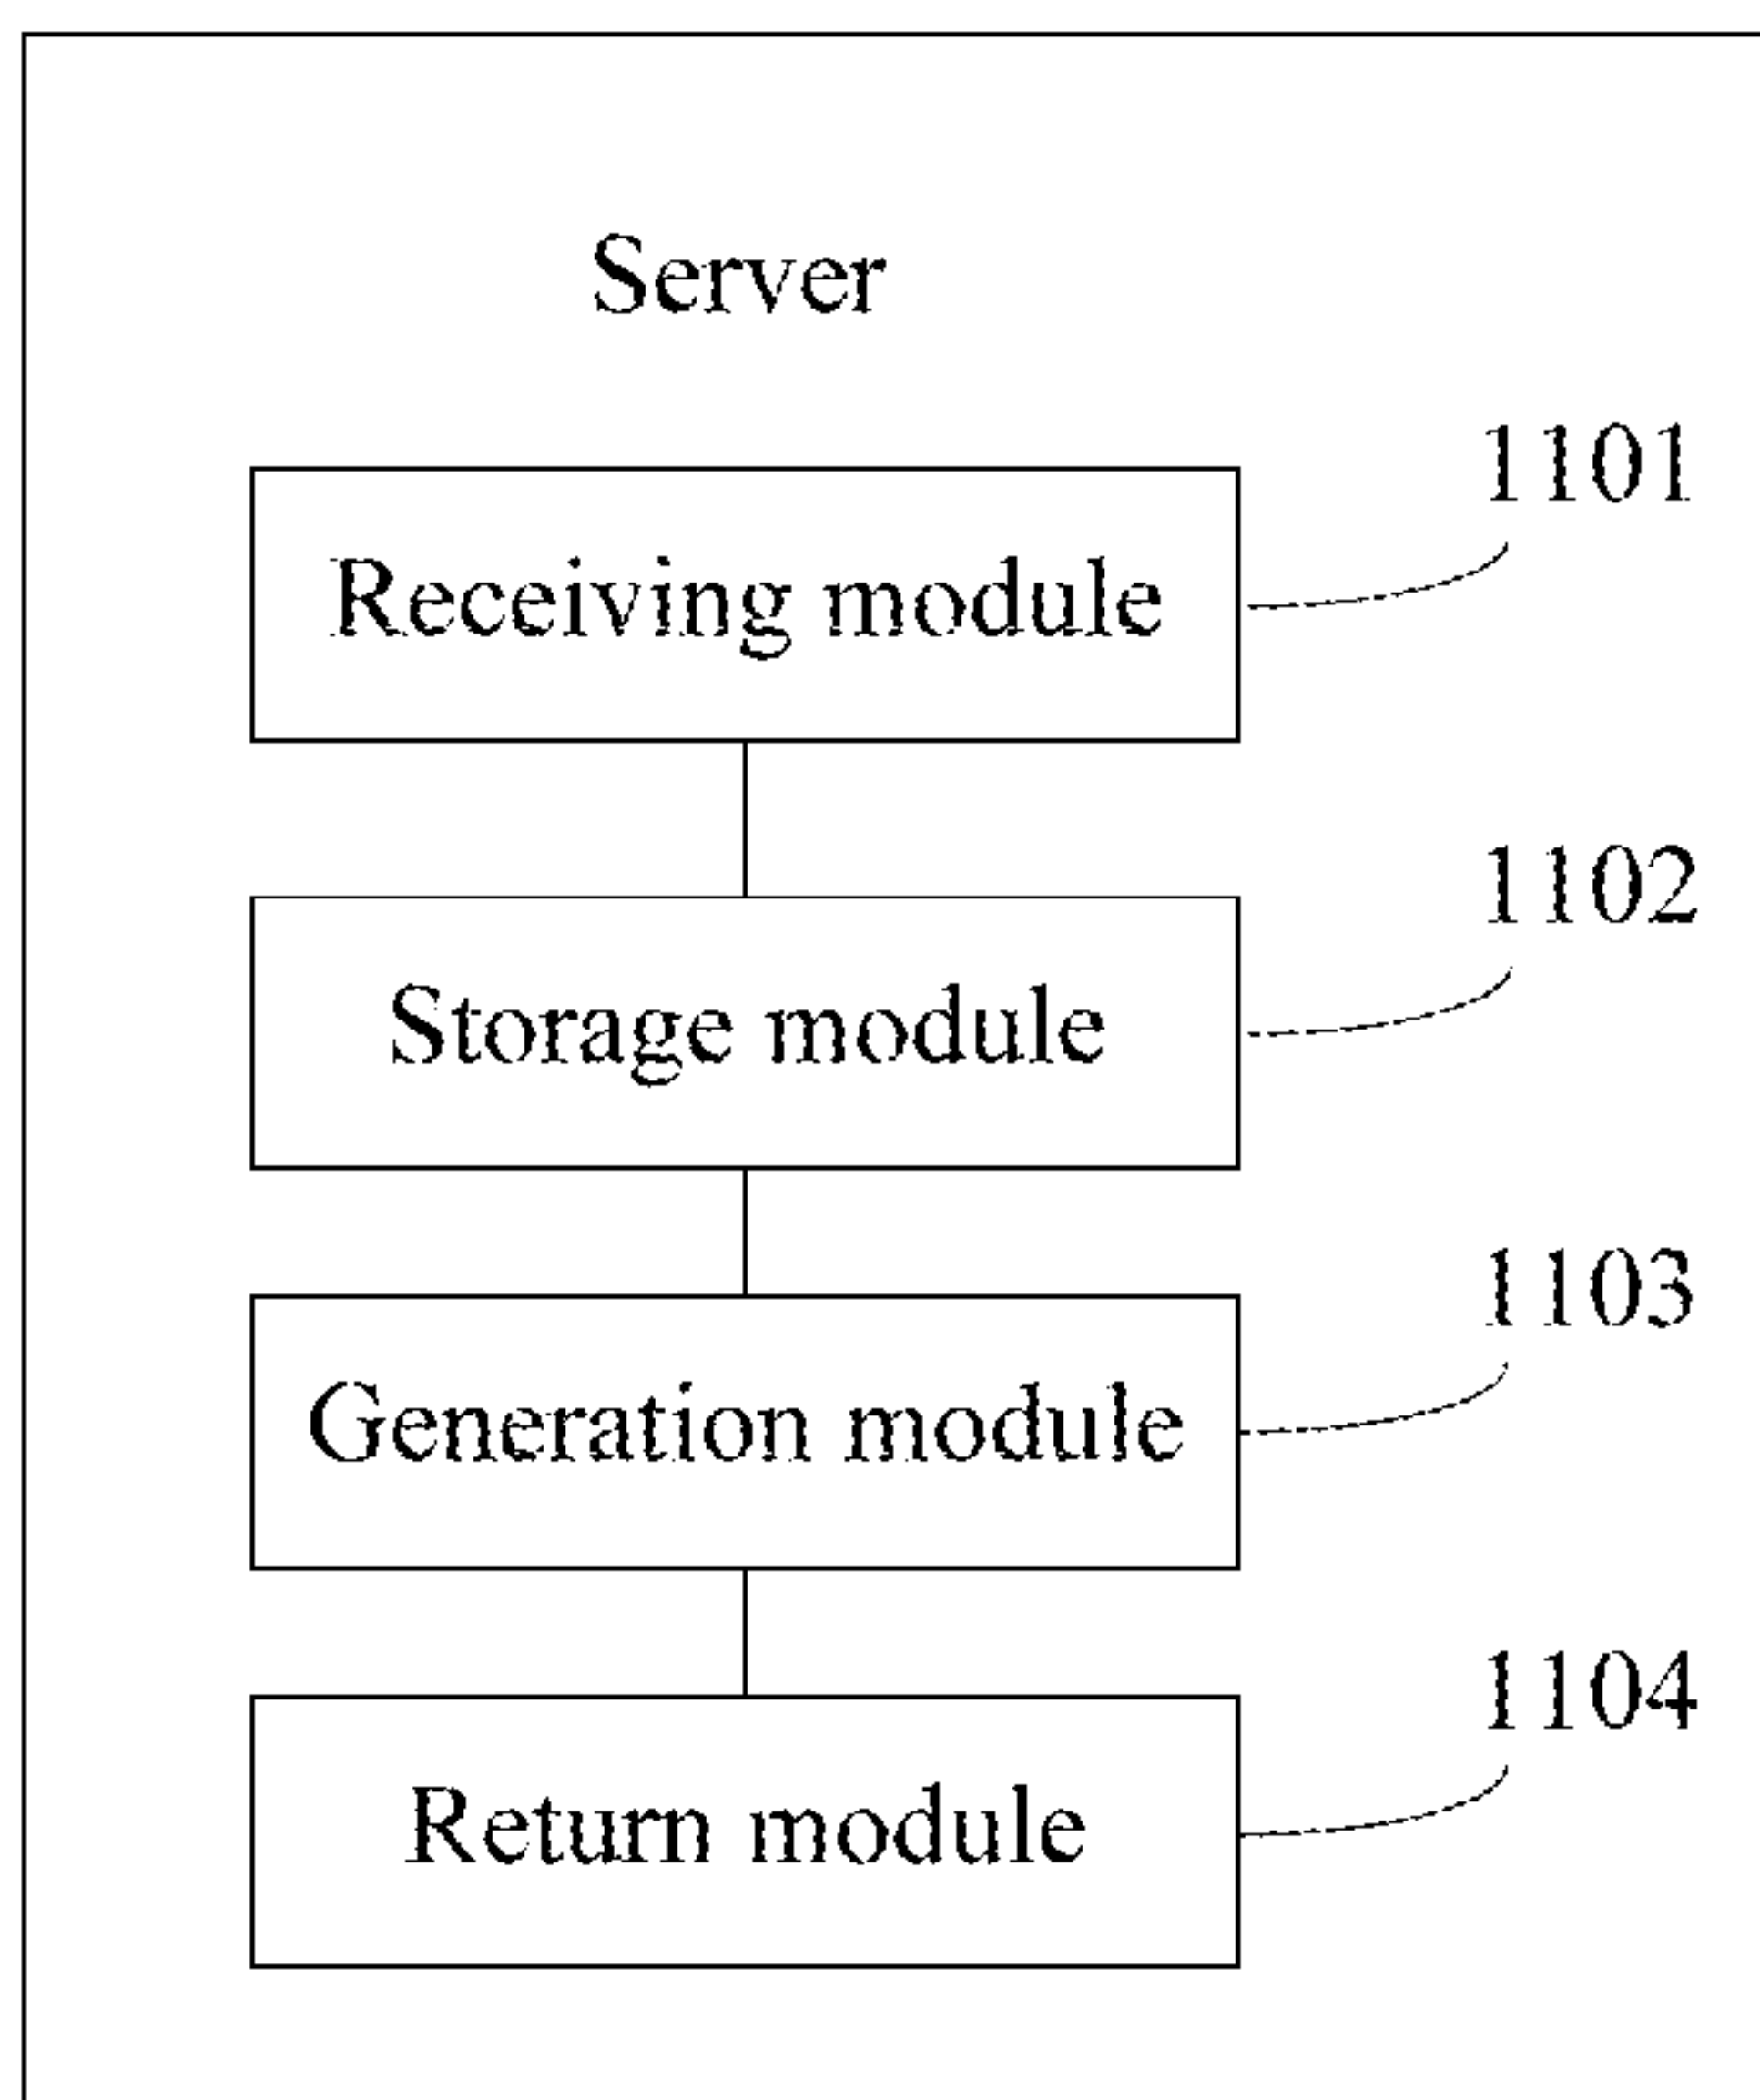 Server
1101
Receiving module
1102
Storage module
1103
Generation module
1104
Return module